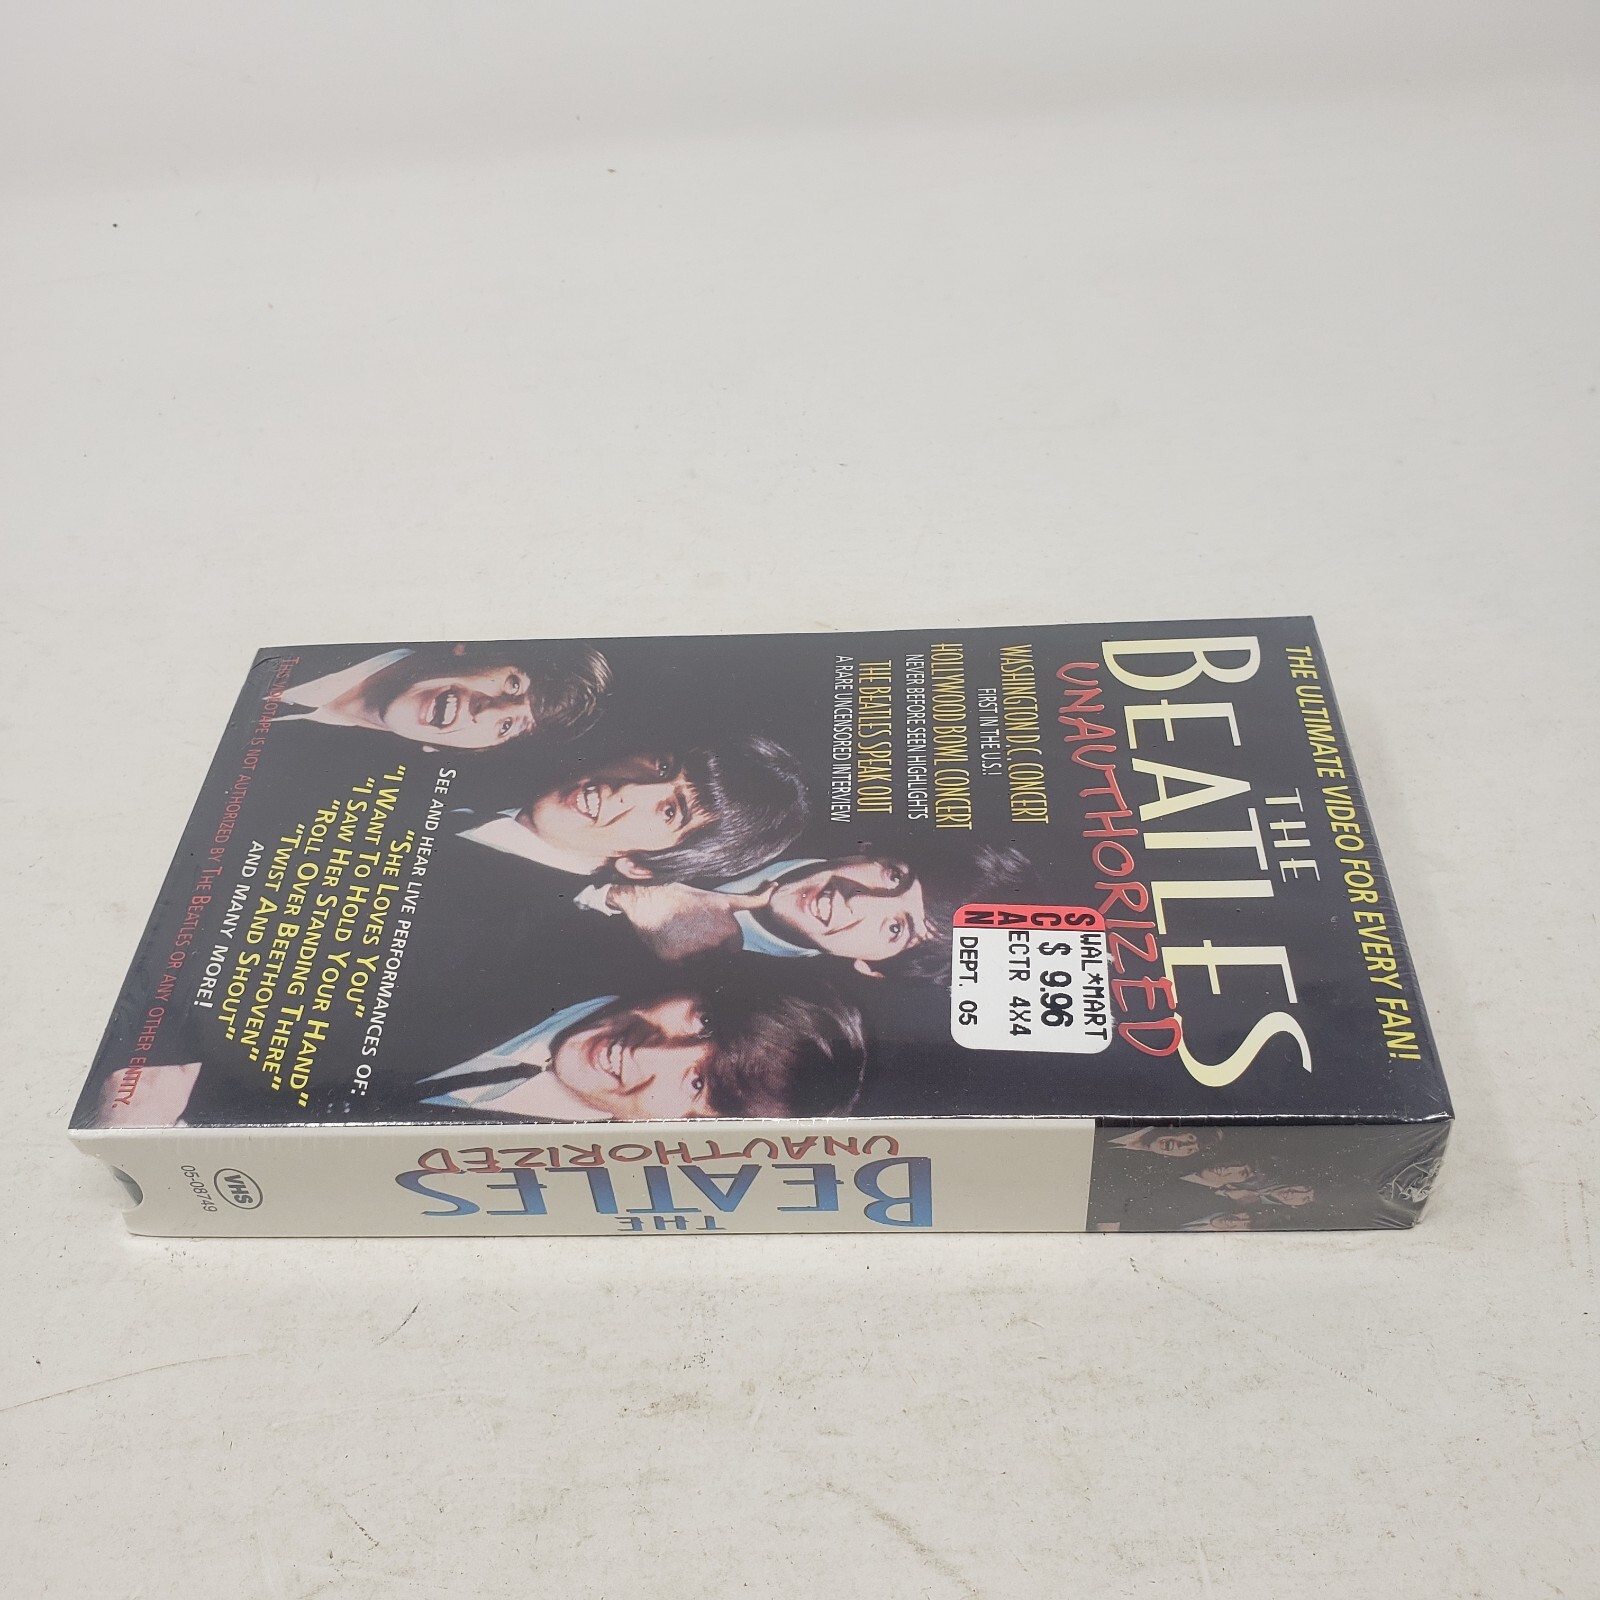 THE ULTIMATE VIDEO FOR EVERY FAN!
THE
BEATLES
UNAUTHORIZED
WASHINGTON D.C. CONCERT
FIRST IN THE U.S.!
HOLLYWOOD BOWL CONCERT
NEVER BEFORE SEEN HIGHLIGHTS
THE BEATLES SPEAK OUT
A RARE UNCENSORED INTERVIEW
SCAN
WAL*MART
$ 9.96
ECTR 4X4
DEPT. 05
SEE AND HEAR LIVE PERFORMANCES OF:
"SHE LOVES YOU"
"I WANT TO HOLD YOUR HAND"
"I SAW HER STANDING THERE"
"ROLL OVER BEETHOVEN"
"TWIST AND SHOUT"
AND MANY MORE!
THIS VIDEOTAPE IS NOT AUTHORIZED BY THE BEATLES OR ANY OTHER ENTITY.
THE
BEATLES
UNAUTHORIZED
VHS
05-08749